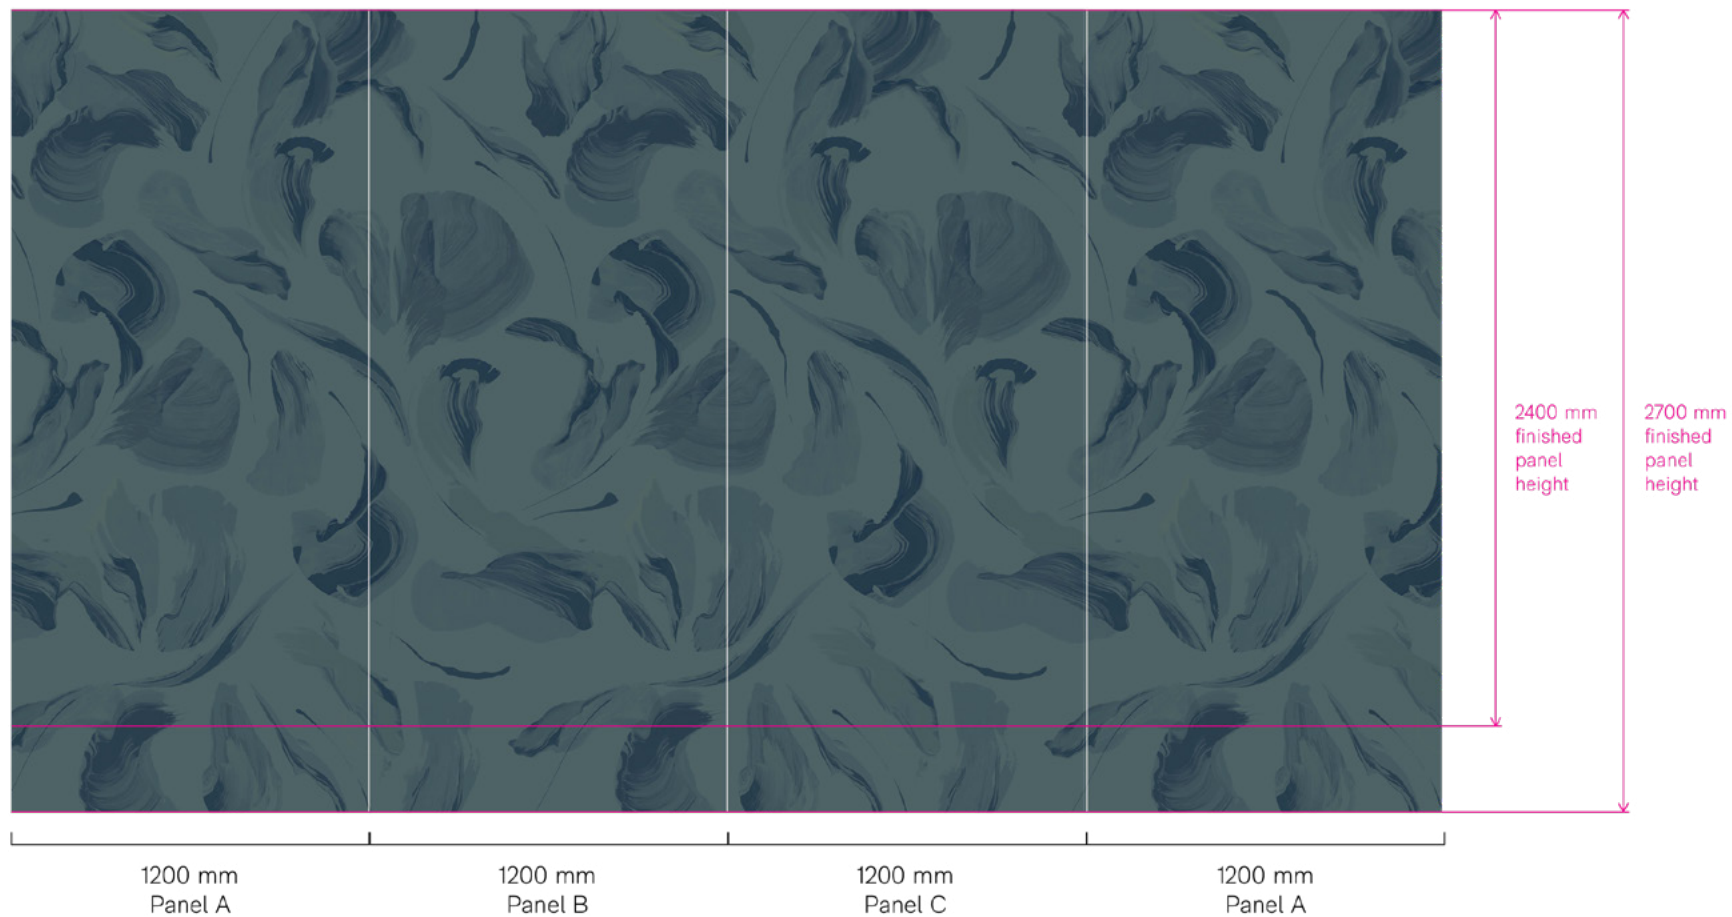 2400 mm
finished
panel
height
2700 mm
finished
panel
height
1200 mm
Panel A
1200 mm
Panel B
1200 mm
Panel C
1200 mm
Panel A